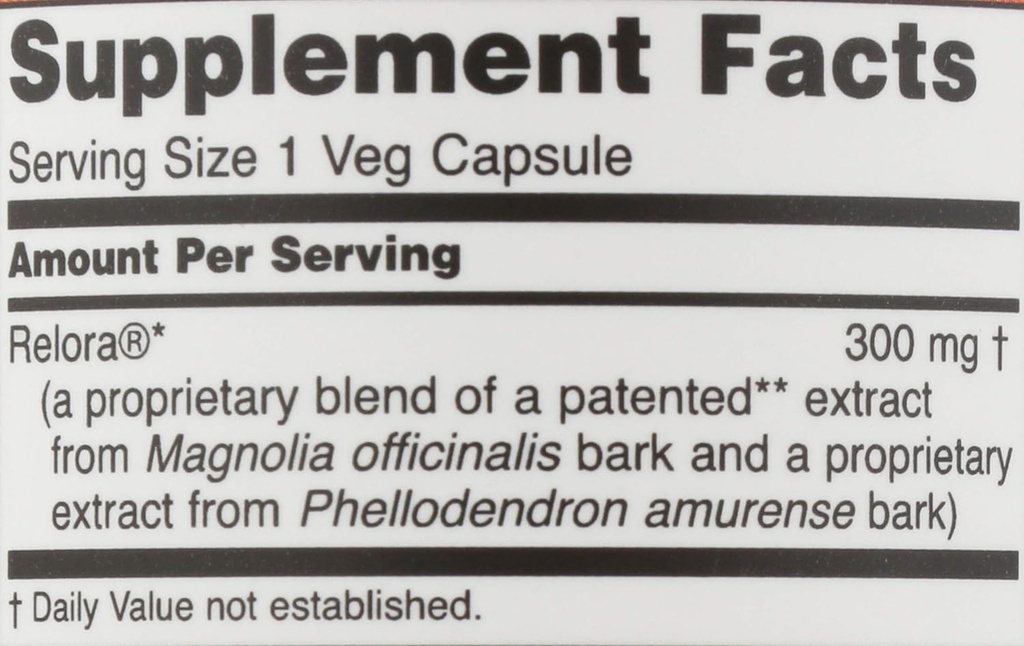 Supplement Facts
Serving Size 1 Veg Capsule
Amount Per Serving
Relora®* 300 mg †
(a proprietary blend of a patented** extract
from Magnolia officinalis bark and a proprietary
extract from Phellodendron amurense bark)
† Daily Value not established.